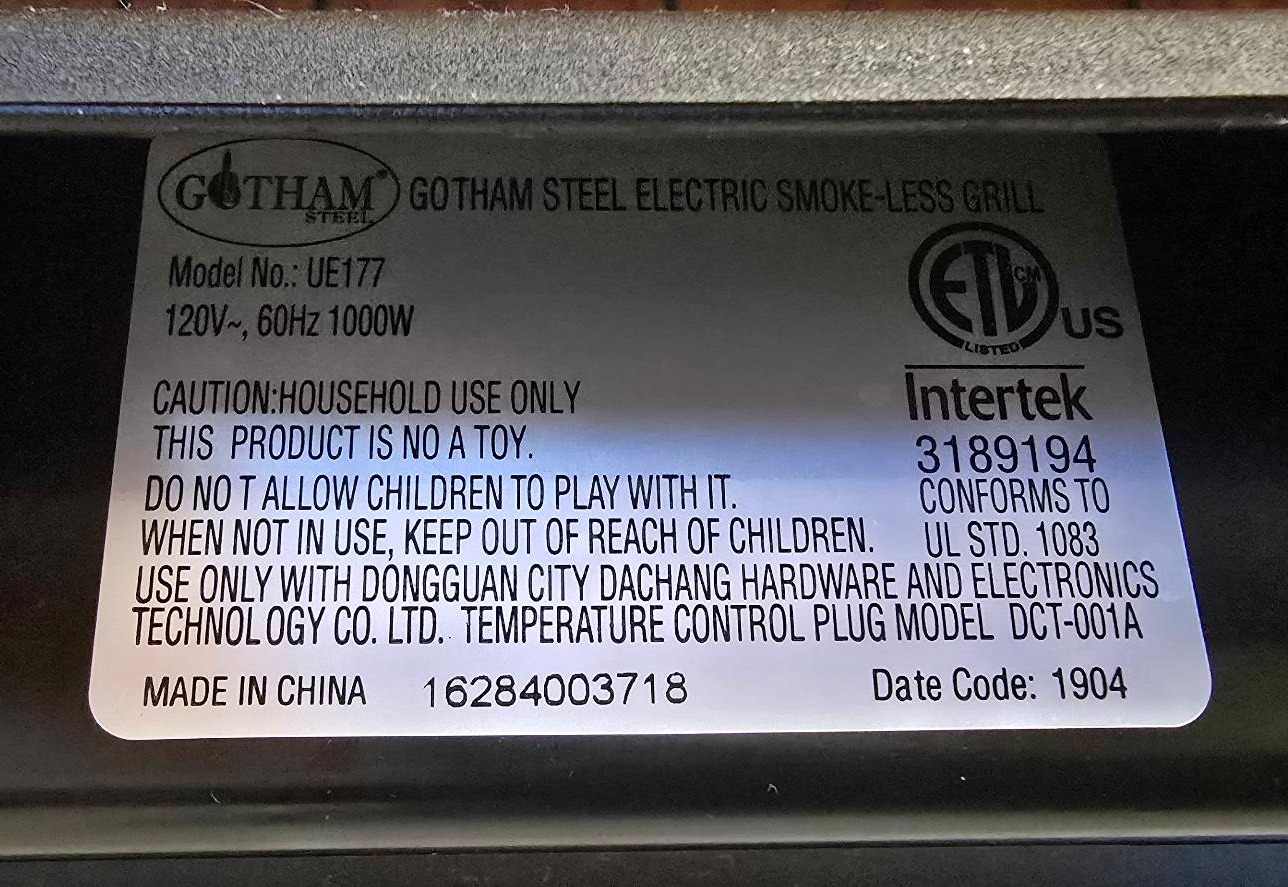 GOTHAM STEEL GOTHAM STEEL ELECTRIC SMOKE-LESS GRILL
Model No.: UE177
120V~, 60Hz 1000W
ETL CM LISTED US
Intertek
3189194
CONFORMS TO
UL STD. 1083
CAUTION:HOUSEHOLD USE ONLY
THIS PRODUCT IS NO A TOY.
DO NO T ALLOW CHILDREN TO PLAY WITH IT.
WHEN NOT IN USE, KEEP OUT OF REACH OF CHILDREN.
USE ONLY WITH DONGGUAN CITY DACHANG HARDWARE AND ELECTRONICS
TECHNOLOGY CO. LTD. TEMPERATURE CONTROL PLUG MODEL DCT-001A
MADE IN CHINA 16284003718 Date Code: 1904